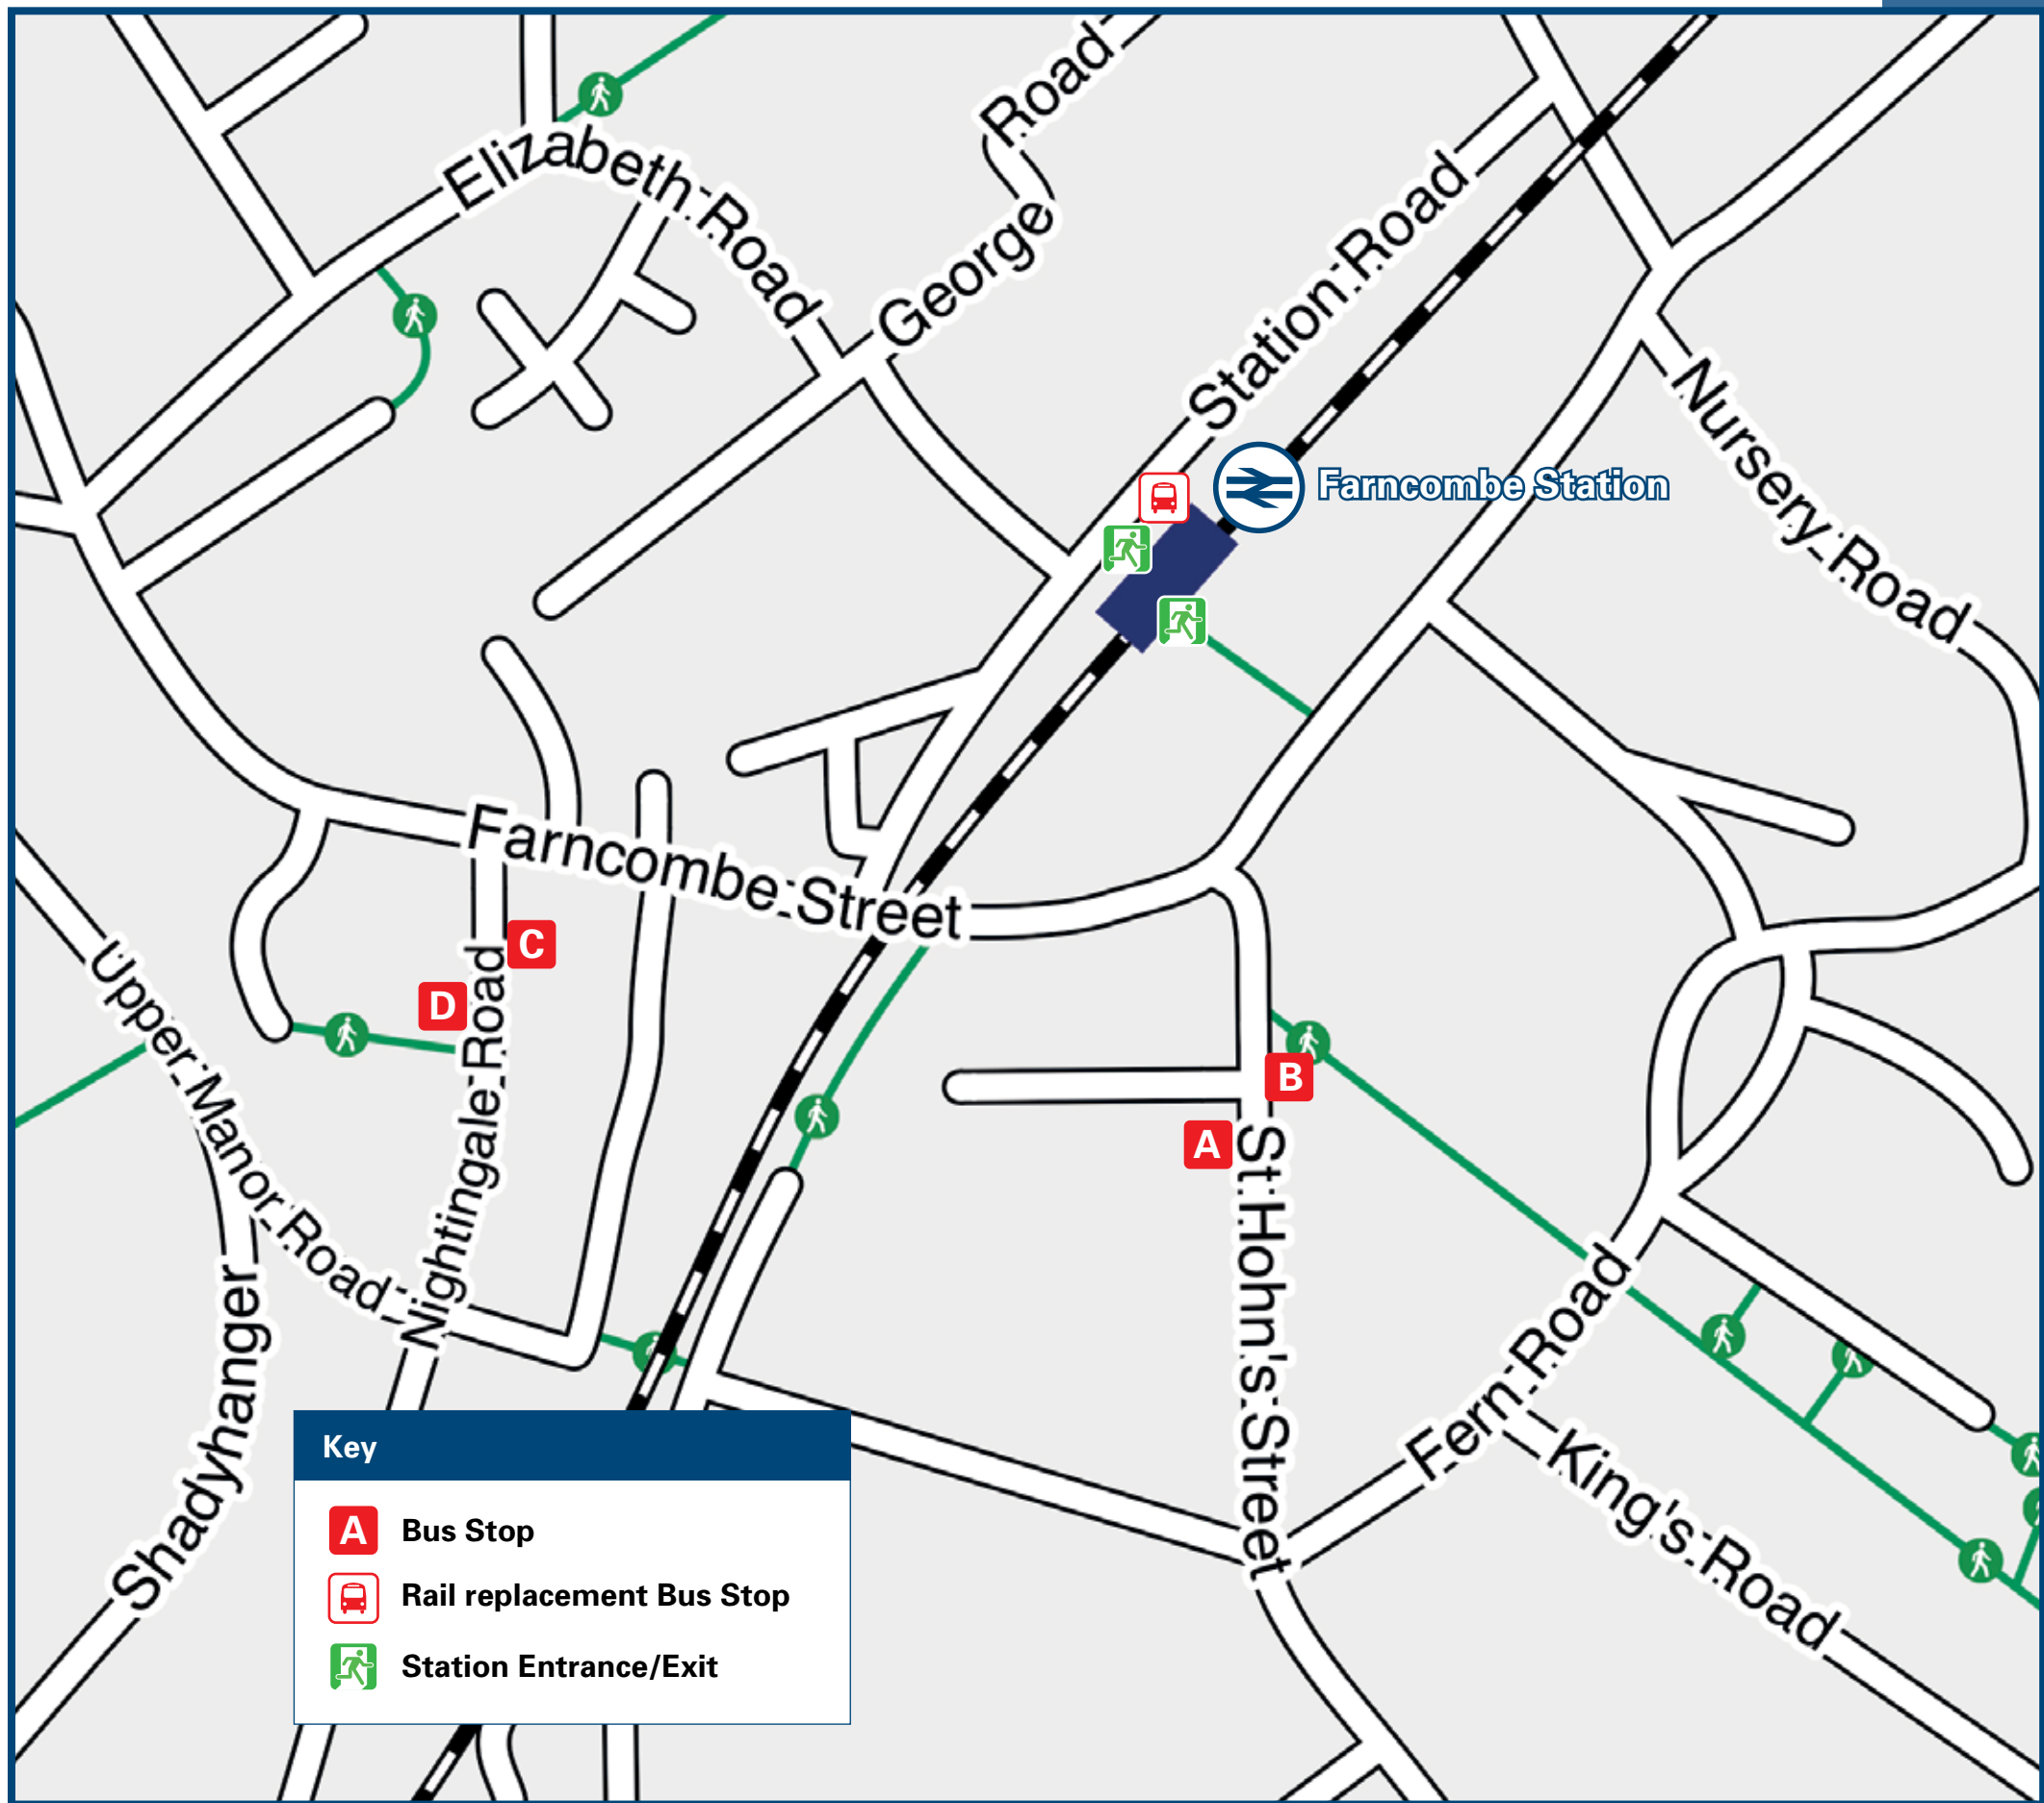 Elizabeth Road
George Road
Station Road
Farncombe Station
Nursery Road
Farncombe Street
C
D
Upper Manor Road
Nightingale Road
B
A
St Hohn's Street
Shadyhanger
Fern Road
King's Road
Key
A Bus Stop
Rail replacement Bus Stop
Station Entrance/Exit